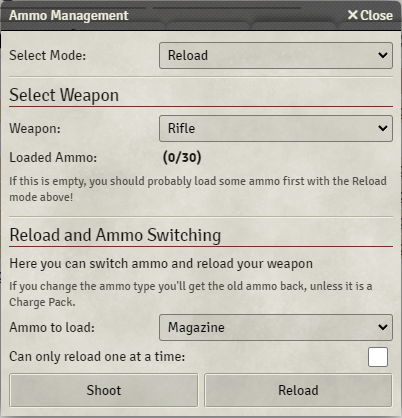 Ammo Management ✕Close
Select Mode: Reload
Select Weapon
Weapon: Rifle
Loaded Ammo: (0/30)
If this is empty, you should probably load some ammo first with the Reload
mode above!
Reload and Ammo Switching
Here you can switch ammo and reload your weapon
If you change the ammo type you'll get the old ammo back, unless it is a
Charge Pack.
Ammo to load: Magazine
Can only reload one at a time:
Shoot Reload